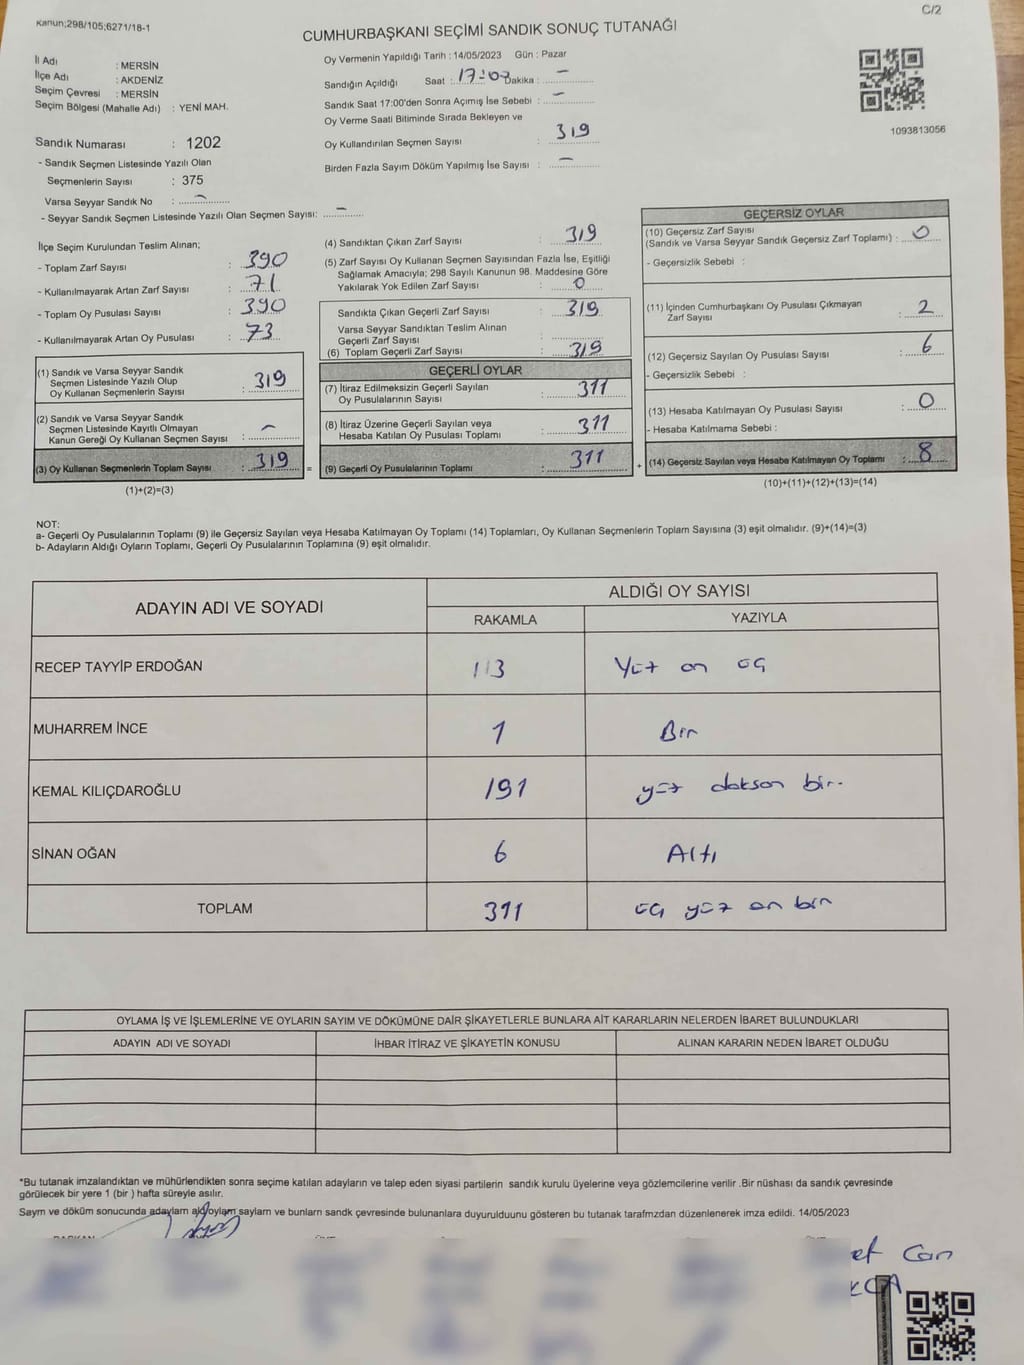 Kanun;298/105;6271/18-1
C/2
CUMHURBAŞKANI SEÇİMİ SANDIK SONUÇ TUTANAĞI
İl Adı : MERSİN
İlçe Adı : AKDENİZ
Seçim Çevresi : MERSİN
Seçim Bölgesi (Mahalle Adı) : YENİ MAH.
Sandık Numarası : 1202
- Sandık Seçmen Listesinde Yazılı Olan
Seçmenlerin Sayısı : 375
Varsa Seyyar Sandık No : -
- Seyyar Sandık Seçmen Listesinde Yazılı Olan Seçmen Sayısı: -
Oy Vermenin Yapıldığı Tarih : 14/05/2023 Gün : Pazar
Sandığın Açıldığı Saat : 17:00 Dakika : -
Sandık Saat 17:00'den Sonra Açımış İse Sebebi : -
Oy Verme Saati Bitiminde Sırada Bekleyen ve
Oy Kullandırılan Seçmen Sayısı : 319
Birden Fazla Sayım Döküm Yapılmış İse Sayısı : -
1093813056
İlçe Seçim Kurulundan Teslim Alınan;
- Toplam Zarf Sayısı : 390
- Kullanılmayarak Artan Zarf Sayısı : 71
- Toplam Oy Pusulası Sayısı : 390
- Kullanılmayarak Artan Oy Pusulası : 73
(1) Sandık ve Varsa Seyyar Sandık
Seçmen Listesinde Yazılı Olup
Oy Kullanan Seçmenlerin Sayısı : 319
(2) Sandık ve Varsa Seyyar Sandık
Seçmen Listesinde Kayıtlı Olmayan
Kanun Gereği Oy Kullanan Seçmen Sayısı : -
(3) Oy Kullanan Seçmenlerin Toplam Sayısı : 319 =
(1)+(2)=(3)
(4) Sandıktan Çıkan Zarf Sayısı : 319
(5) Zarf Sayısı Oy Kullanan Seçmen Sayısından Fazla İse, Eşitliği
Sağlamak Amacıyla; 298 Sayılı Kanunun 98. Maddesine Göre
Yakılarak Yok Edilen Zarf Sayısı : 0
Sandıkta Çıkan Geçerli Zarf Sayısı : 319
Varsa Seyyar Sandıktan Teslim Alınan
Geçerli Zarf Sayısı :
(6) Toplam Geçerli Zarf Sayısı : 319
GEÇERLİ OYLAR
(7) İtiraz Edilmeksizin Geçerli Sayılan
Oy Pusulalarının Sayısı : 311
(8) İtiraz Üzerine Geçerli Sayılan veya
Hesaba Katılan Oy Pusulası Toplamı : 311
(9) Geçerli Oy Pusulalarının Toplamı : 311 +
GEÇERSİZ OYLAR
(10) Geçersiz Zarf Sayısı
(Sandık ve Varsa Seyyar Sandık Geçersiz Zarf Toplamı) : 0
- Geçersizlik Sebebi :
(11) İçinden Cumhurbaşkanı Oy Pusulası Çıkmayan
Zarf Sayısı : 2
(12) Geçersiz Sayılan Oy Pusulası Sayısı : 6
- Geçersizlik Sebebi :
(13) Hesaba Katılmayan Oy Pusulası Sayısı : 0
- Hesaba Katılmama Sebebi :
(14) Geçersiz Sayılan veya Hesaba Katılmayan Oy Toplamı : 8
(10)+(11)+(12)+(13)=(14)
NOT:
a- Geçerli Oy Pusulalarının Toplamı (9) ile Geçersiz Sayılan veya Hesaba Katılmayan Oy Toplamı (14) Toplamları, Oy Kullanan Seçmenlerin Toplam Sayısına (3) eşit olmalıdır. (9)+(14)=(3)
b- Adayların Aldığı Oyların Toplamı, Geçerli Oy Pusulalarının Toplamına (9) eşit olmalıdır.
ADAYIN ADI VE SOYADI
ALDIĞI OY SAYISI
RAKAMLA YAZIYLA
RECEP TAYYİP ERDOĞAN 113 Yüz on üç
MUHARREM İNCE 1 Bir
KEMAL KILIÇDAROĞLU 191 yüz doksan bir.
SİNAN OĞAN 6 Altı
TOPLAM 311 üç yüz on bir
OYLAMA İŞ VE İŞLEMLERİNE VE OYLARIN SAYIM VE DÖKÜMÜNE DAİR ŞİKAYETLERLE BUNLARA AİT KARARLARIN NELERDEN İBARET BULUNDUKLARI
ADAYIN ADI VE SOYADI İHBAR İTİRAZ VE ŞİKAYETİN KONUSU ALINAN KARARIN NEDEN İBARET OLDUĞU
*Bu tutanak imzalandıktan ve mühürlendikten sonra seçime katılan adayların ve talep eden siyasi partilerin sandık kurulu üyelerine veya gözlemcilerine verilir .Bir nüshası da sandık çevresinde
görülecek bir yere 1 (bir ) hafta süreyle asılır.
Sayım ve döküm sonucunda adaylam aldoylam saylam ve bunlarn sandk çevresinde bulunanlara duyurulduunu gösteren bu tutanak tarafmzdan düzenlenerek imza edildi. 14/05/2023
et Can